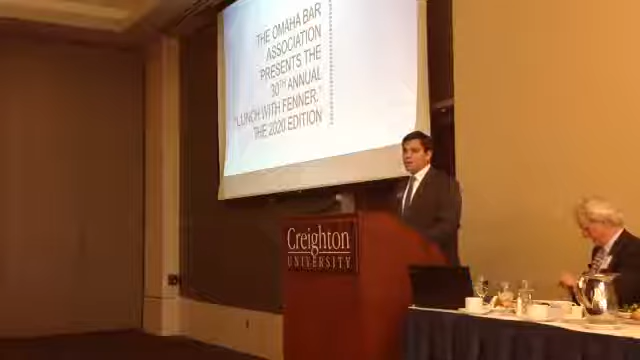 THE OMAHA BAR
ASSOCIATION
PRESENTS THE
30TH ANNUAL
"LUNCH WITH FENNER,"
THE 2020 EDITION
Creighton
UNIVERSITY